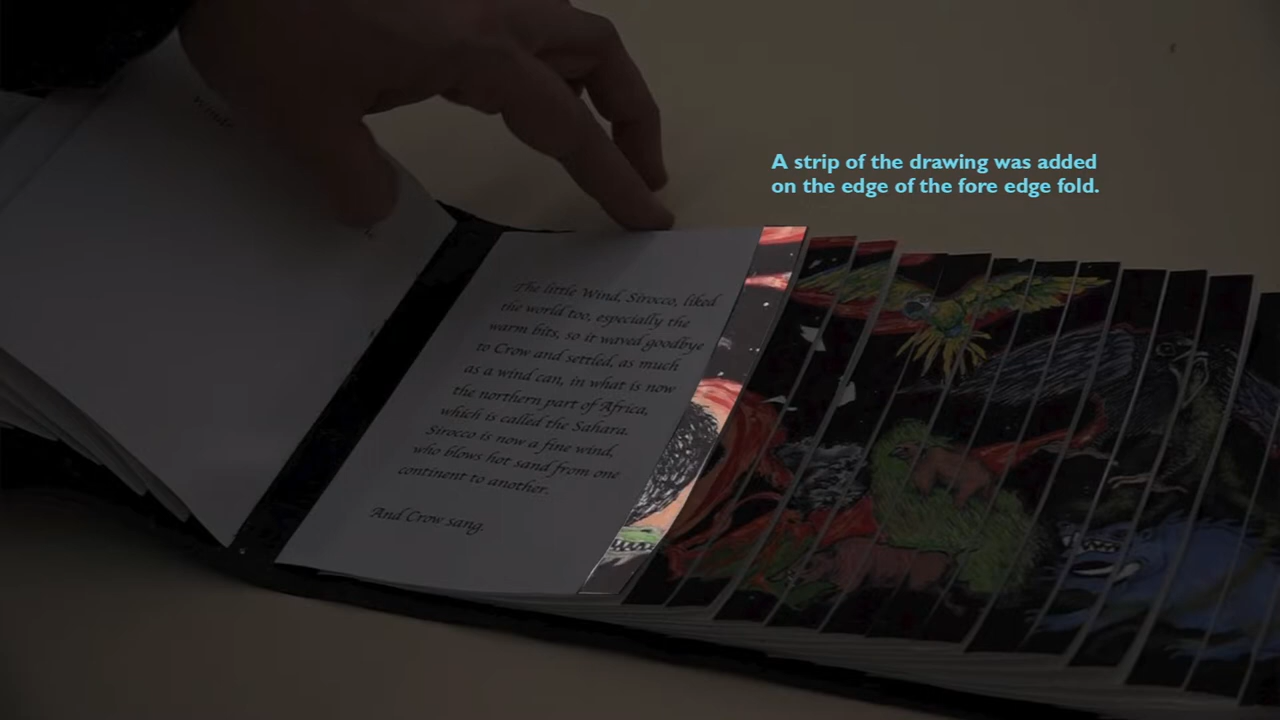 A strip of the drawing was added
on the edge of the fore edge fold.
The little Wind, Sirocco, liked
the world too, especially the
warm bits, so it waved goodbye
to Crow and settled, as much
as a wind can, in what is now
the northern part of Africa,
which is called the Sahara.
Sirocco is now a fine wind,
who blows hot sand from one
continent to another.
And Crow sang.